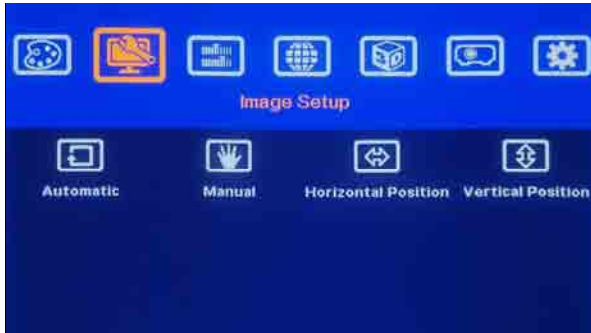 Image Setup
Automatic
Manual
Horizontal Position
Vertical Position